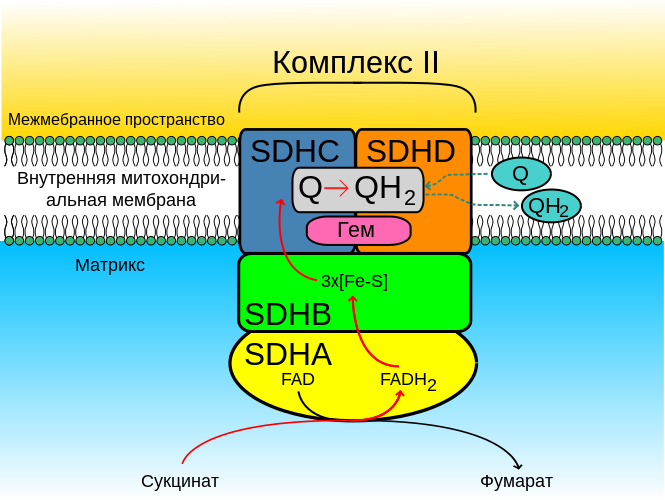 Комплекс II
Межмебранное пространство
SDHC
SDHD
Внутренняя митохондри-
альная мембрана
Q
QH2
Q
QH2
Гем
Матрикс
3x[Fe-S]
SDHB
SDHA
FAD
FADH2
Сукцинат
Фумарат